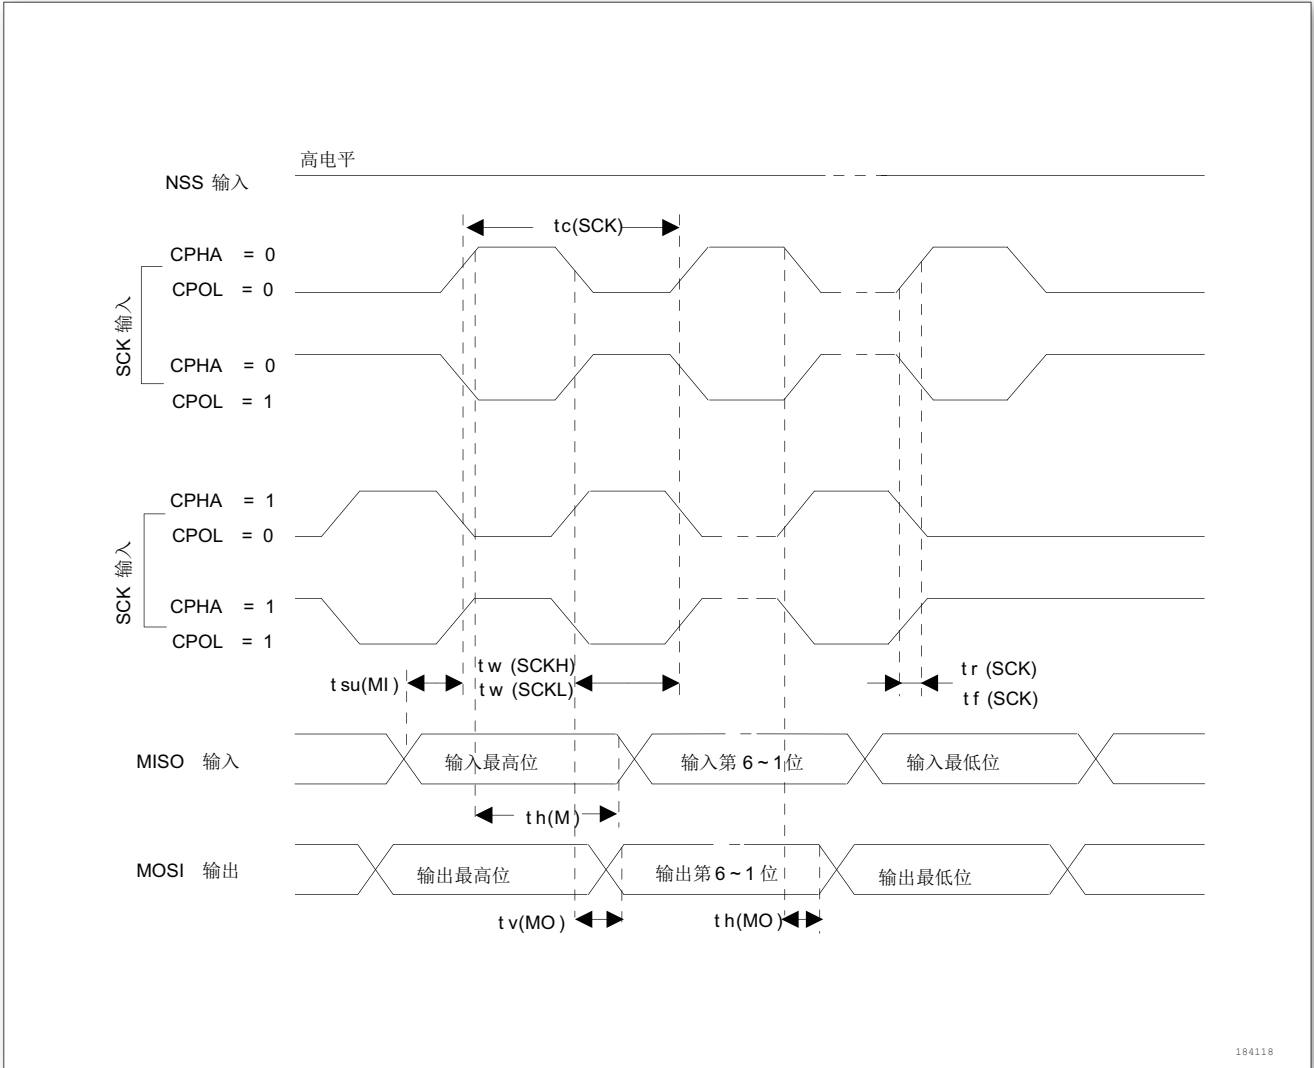 高电平
NSS 输入
tc(SCK)
CPHA = 0
CPOL = 0
SCK 输入
CPHA = 0
CPOL = 1
CPHA = 1
CPOL = 0
SCK 输入
CPHA = 1
CPOL = 1
tsu(MI)
tw (SCKH)
tw (SCKL)
tr (SCK)
tf (SCK)
MISO 输入
输入最高位
输入第 6 ~ 1 位
输入最低位
th(M)
MOSI 输出
输出最高位
输出第 6 ~ 1 位
输出最低位
tv(MO)
th(MO)
184118